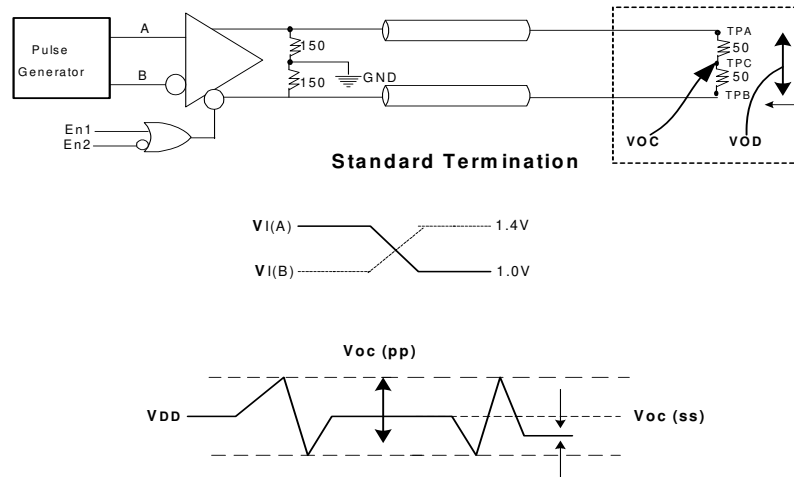 Pulse
Generator
A
B
En1
En2
150
150
GND
TPA
50
TPC
50
TPB
VOC
VOD
Standard Termination
VI(A)
1.4V
VI(B)
1.0V
Voc (pp)
VDD
Voc (ss)